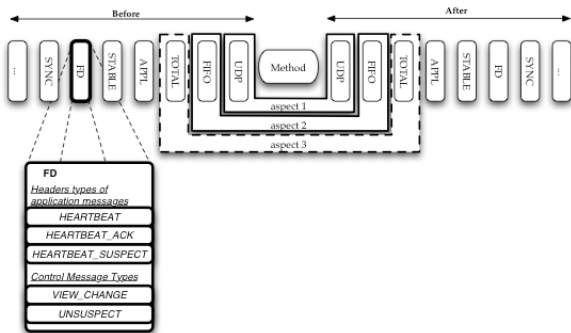 Before
After
...
SYNC
FD
STABLE
APPL
TOTAL
FIFO
UDP
Method
UDP
FIFO
TOTAL
APPL
STABLE
FD
SYNC
...
aspect 1
aspect 2
aspect 3
FD
Headers types of
application messages
HEARTBEAT
HEARTBEAT_ACK
HEARTBEAT_SUSPECT
Control Message Types
VIEW_CHANGE
UNSUSPECT